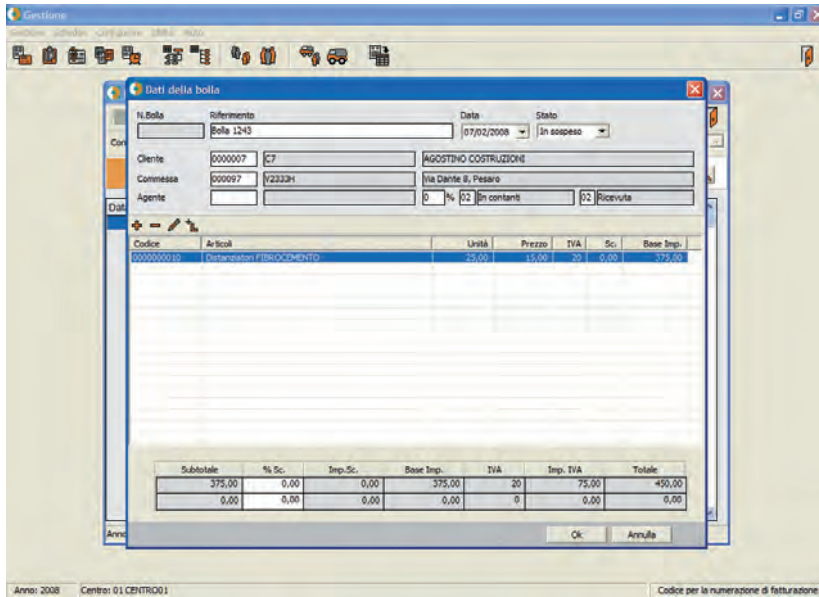 Gestione
Dati della bolla
N.Bolla Riferimento Data Stato
Bolla 1243 07/02/2008 In sospeso
Cliente 0000007 C7 AGOSTINO COSTRUZIONI
Commessa 000097 V2333H Via Dante 8, Pesaro
Agente 0 % 02 In contanti 02 Ricevuta
Codice Articoli Unità Prezzo IVA Sc. Base Imp.
0000000010 Distanziatori FIBROCEMENTO 25,00 15,00 20 0,00 375,00
Subtotale % Sc. Imp.Sc. Base Imp. IVA Imp. IVA Totale
375,00 0,00 0,00 375,00 20 75,00 450,00
0,00 0,00 0,00 0,00 0 0,00 0,00
Ok Annulla
Anno: 2008 Centro: 01 CENTRO01 Codice per la numerazione di fatturazione